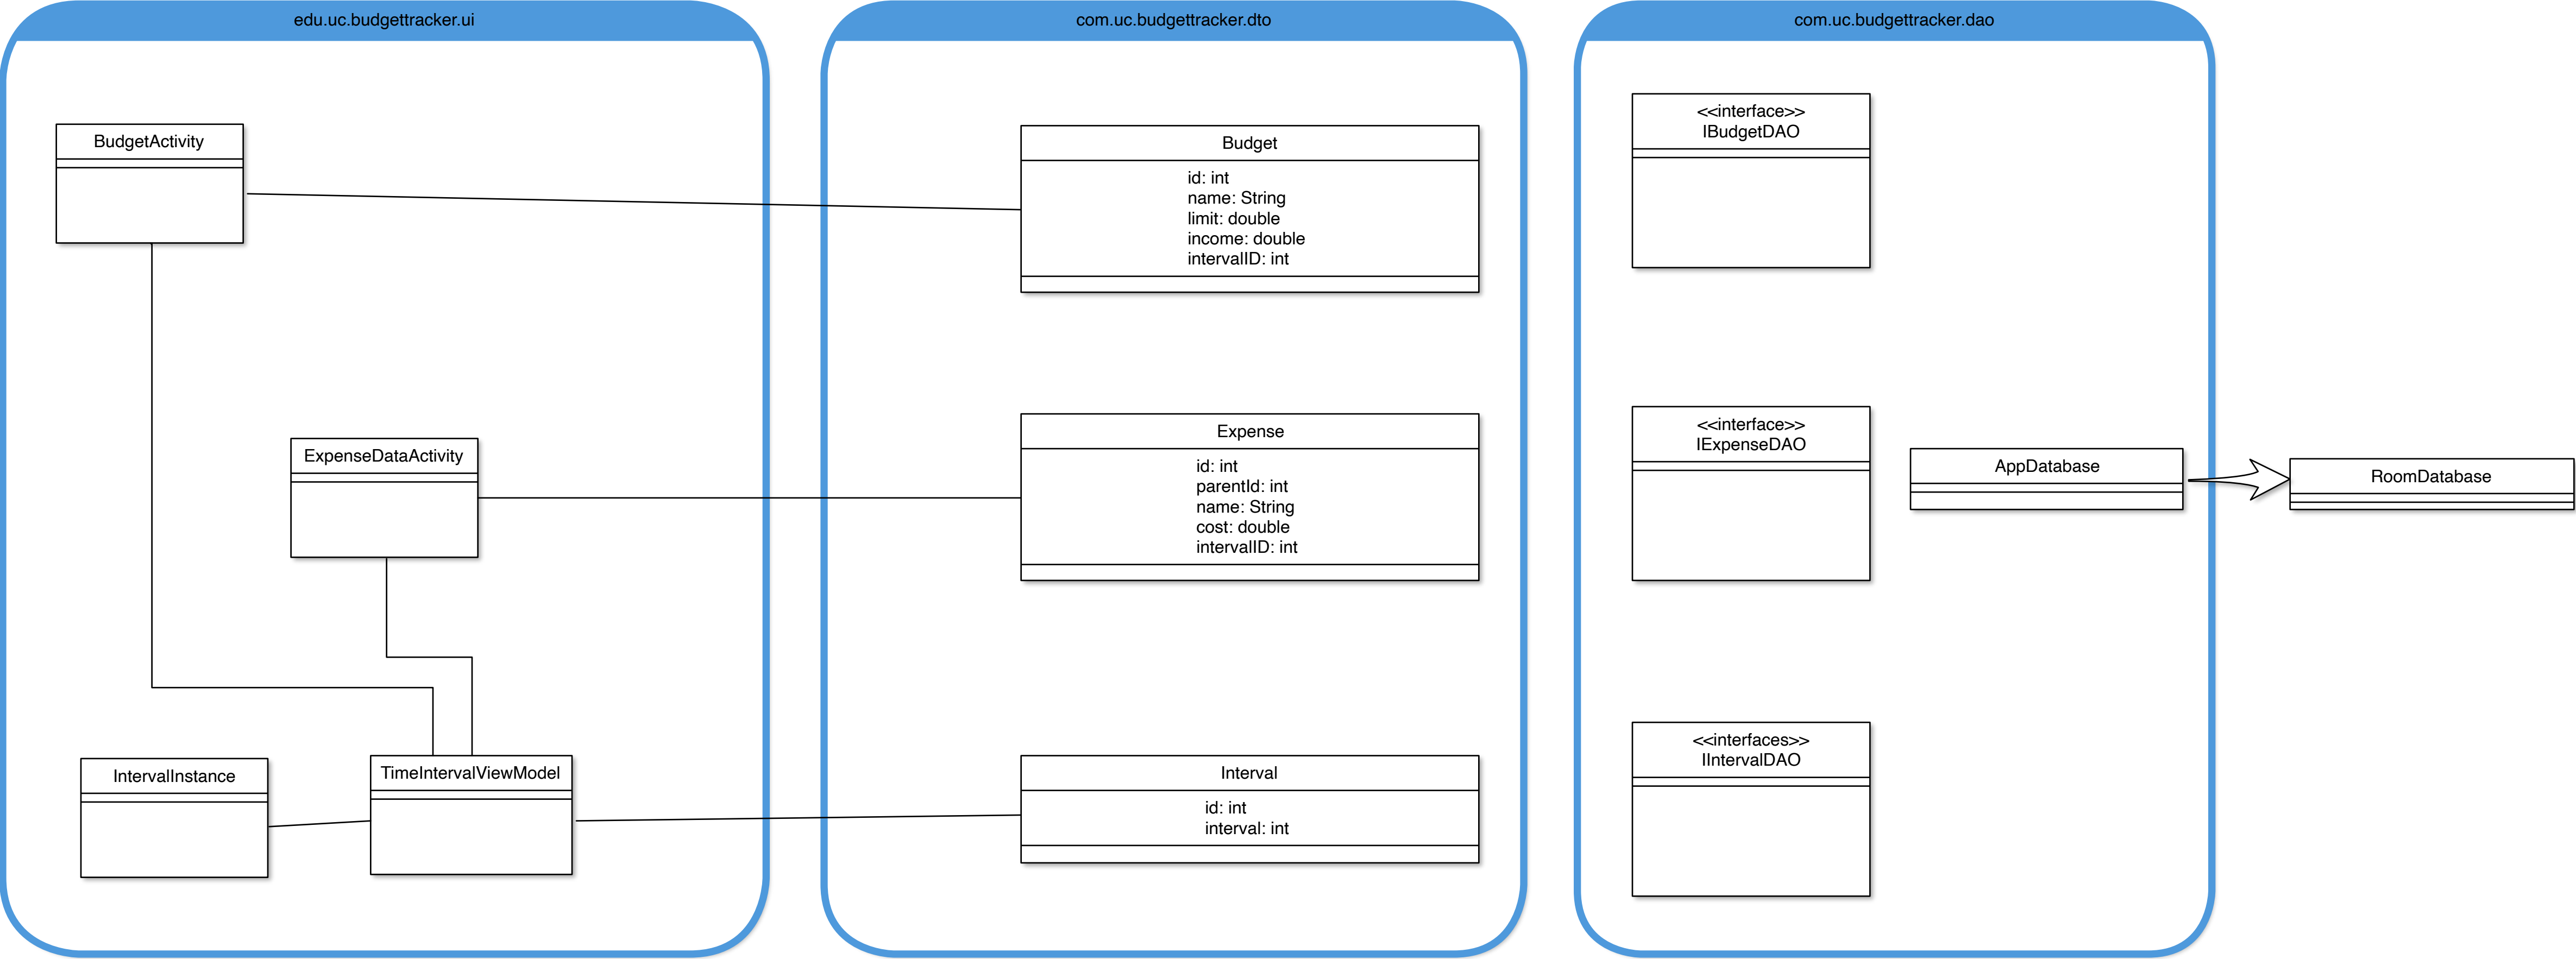 edu.uc.budgettracker.ui
BudgetActivity
ExpenseDataActivity
IntervalInstance
TimeIntervalViewModel
com.uc.budgettracker.dto
Budget
id: int
name: String
limit: double
income: double
intervalID: int
Expense
id: int
parentId: int
name: String
cost: double
intervalID: int
Interval
id: int
interval: int
com.uc.budgettracker.dao
<<interface>>
IBudgetDAO
<<interface>>
IExpenseDAO
AppDatabase
<<interfaces>>
IIntervalDAO
RoomDatabase